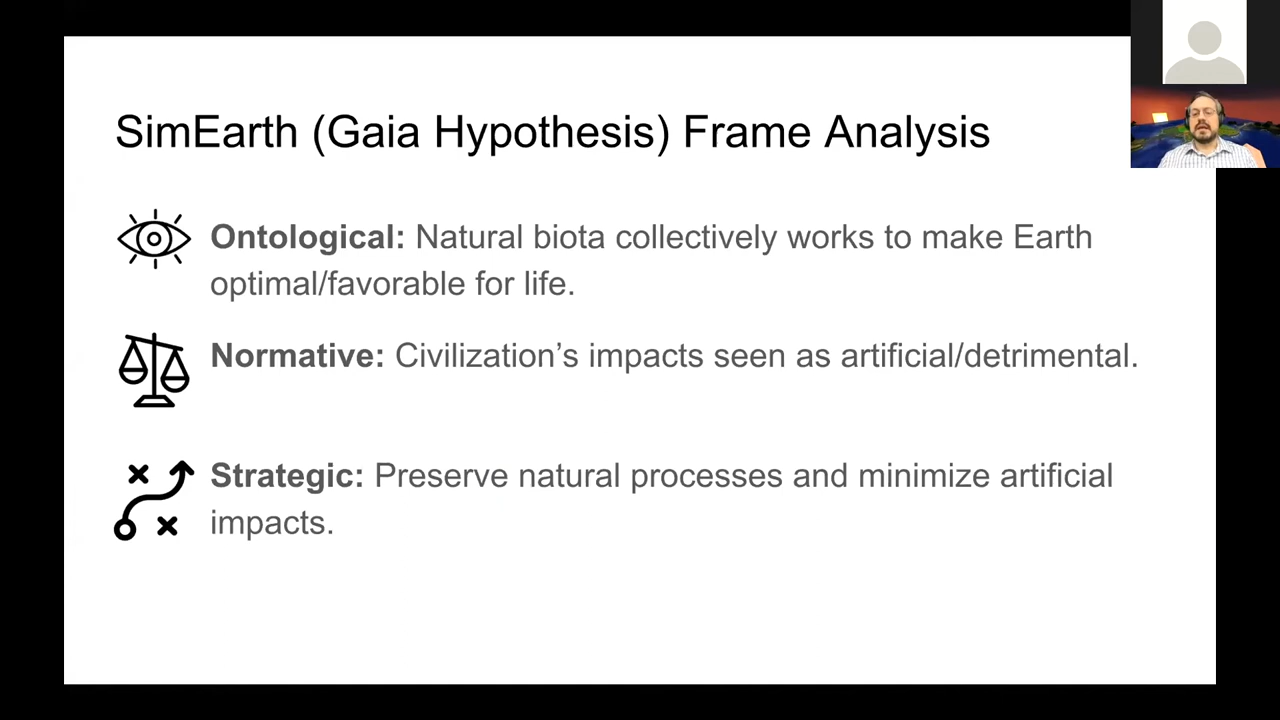 SimEarth (Gaia Hypothesis) Frame Analysis
Ontological: Natural biota collectively works to make Earth
optimal/favorable for life.
Normative: Civilization’s impacts seen as artificial/detrimental.
Strategic: Preserve natural processes and minimize artificial
impacts.